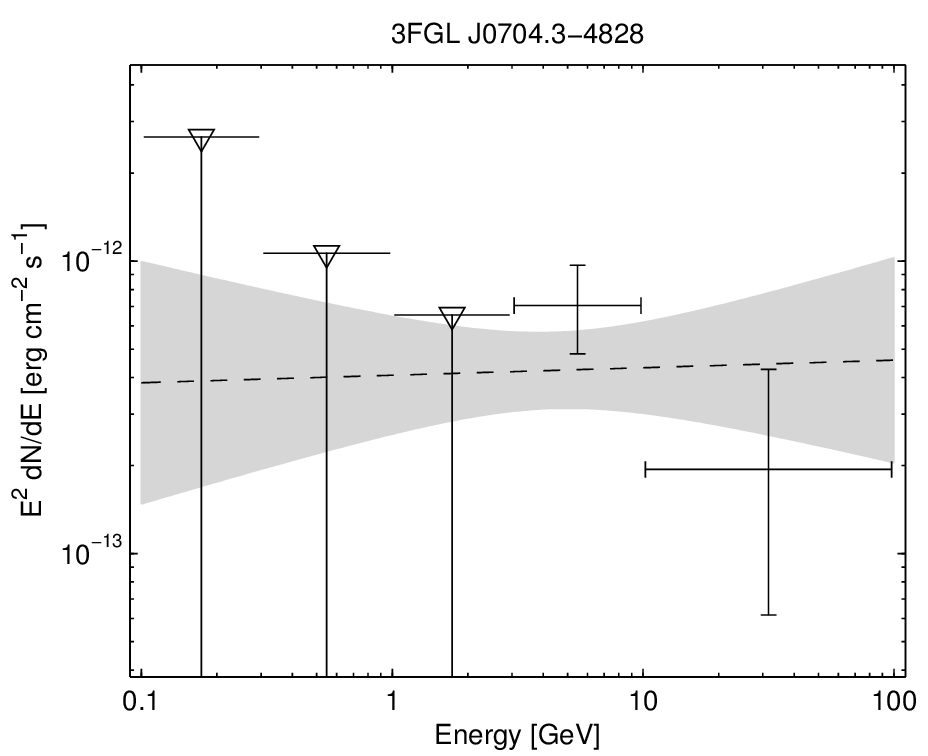 3FGL J0704.3−4828
E² dN/dE [erg cm⁻² s⁻¹]
10⁻¹²
10⁻¹³
0.1 1 10 100
Energy [GeV]